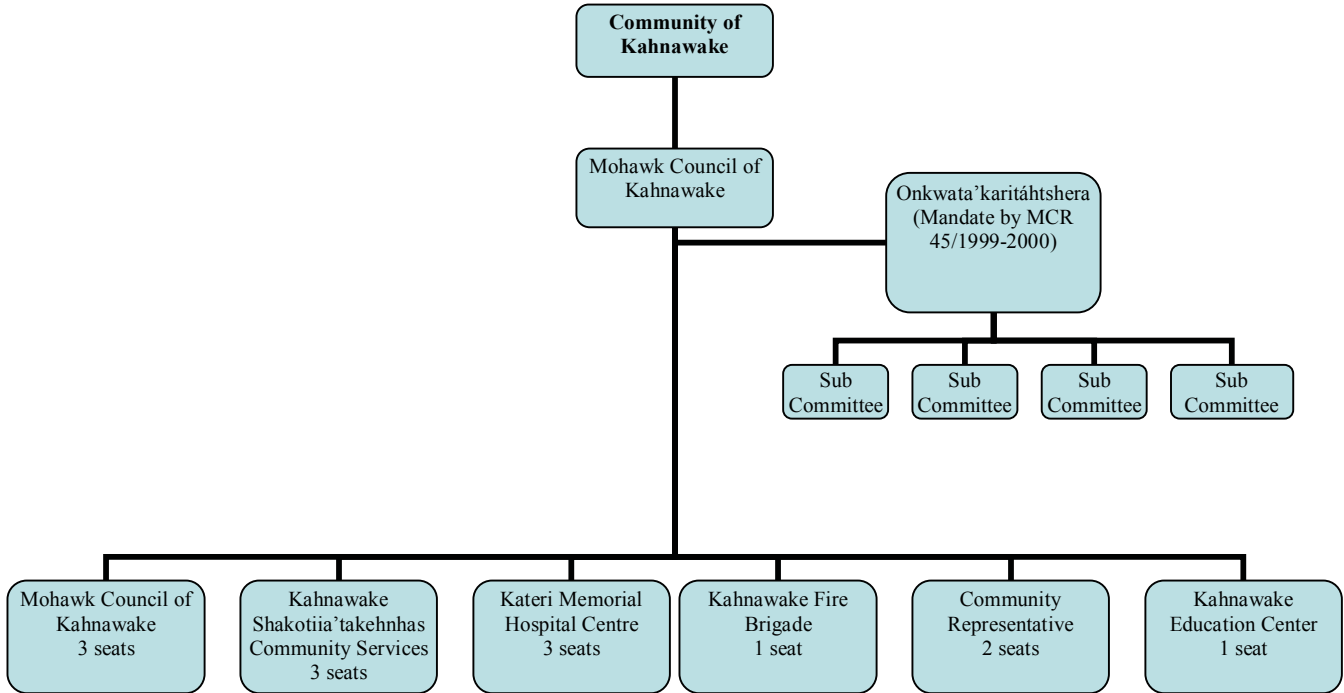 Community of
Kahnawake
Mohawk Council of
Kahnawake
Onkwata’karitáhtshera
(Mandate by MCR
45/1999-2000)
Sub
Committee
Sub
Committee
Sub
Committee
Sub
Committee
Mohawk Council of
Kahnawake
3 seats
Kahnawake
Shakotiia’takehnhas
Community Services
3 seats
Kateri Memorial
Hospital Centre
3 seats
Kahnawake Fire
Brigade
1 seat
Community
Representative
2 seats
Kahnawake
Education Center
1 seat